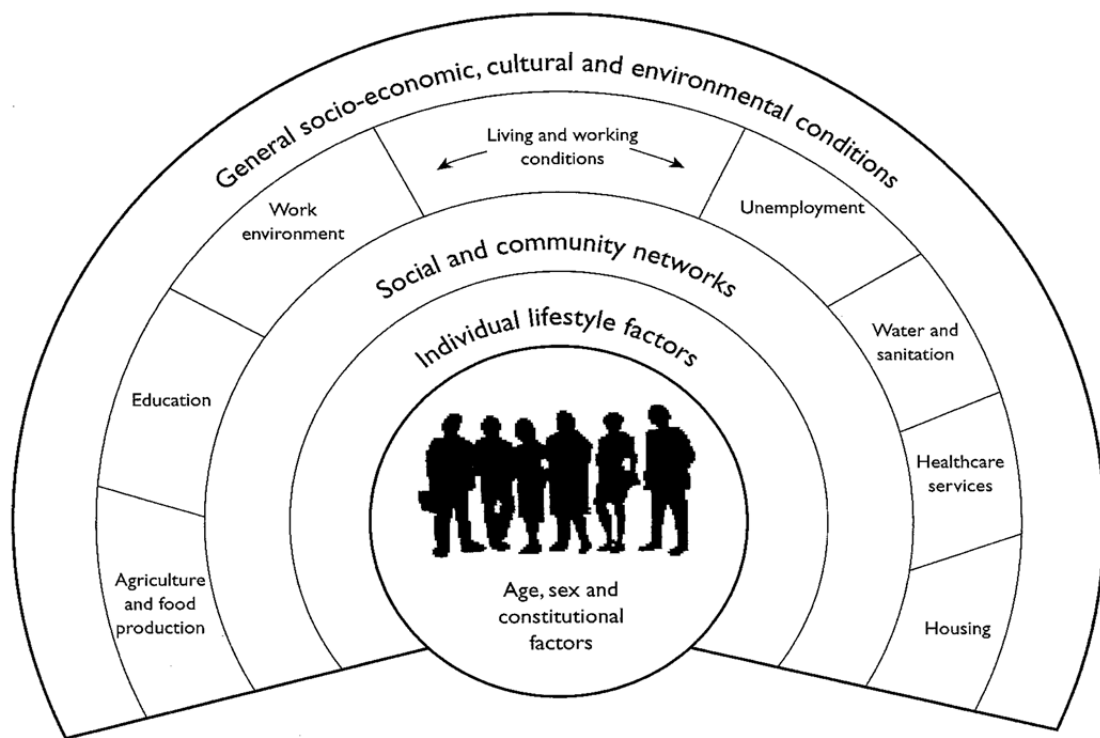 General socio-economic, cultural and environmental conditions
Living and working
conditions
Work
environment
Unemployment
Social and community networks
Water and
sanitation
Individual lifestyle factors
Education
Healthcare
services
Agriculture
and food
production
Age, sex and
constitutional
factors
Housing